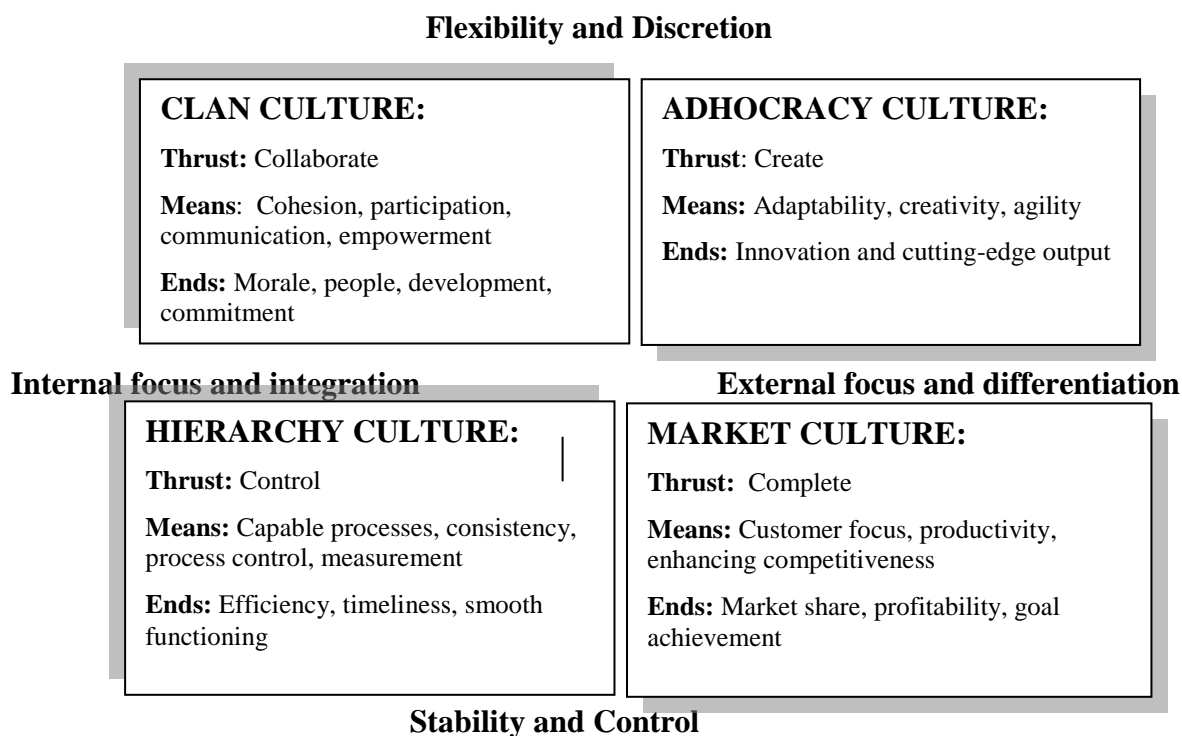 Flexibility and Discretion
CLAN CULTURE:
Thrust: Collaborate
Means:  Cohesion, participation,
communication, empowerment
Ends: Morale, people, development,
commitment
ADHOCRACY CULTURE:
Thrust: Create
Means: Adaptability, creativity, agility
Ends: Innovation and cutting-edge output
Internal focus and integration
External focus and differentiation
HIERARCHY CULTURE:
Thrust: Control
Means: Capable processes, consistency,
process control, measurement
Ends: Efficiency, timeliness, smooth
functioning
MARKET CULTURE:
Thrust:  Complete
Means: Customer focus, productivity,
enhancing competitiveness
Ends: Market share, profitability, goal
achievement
Stability and Control